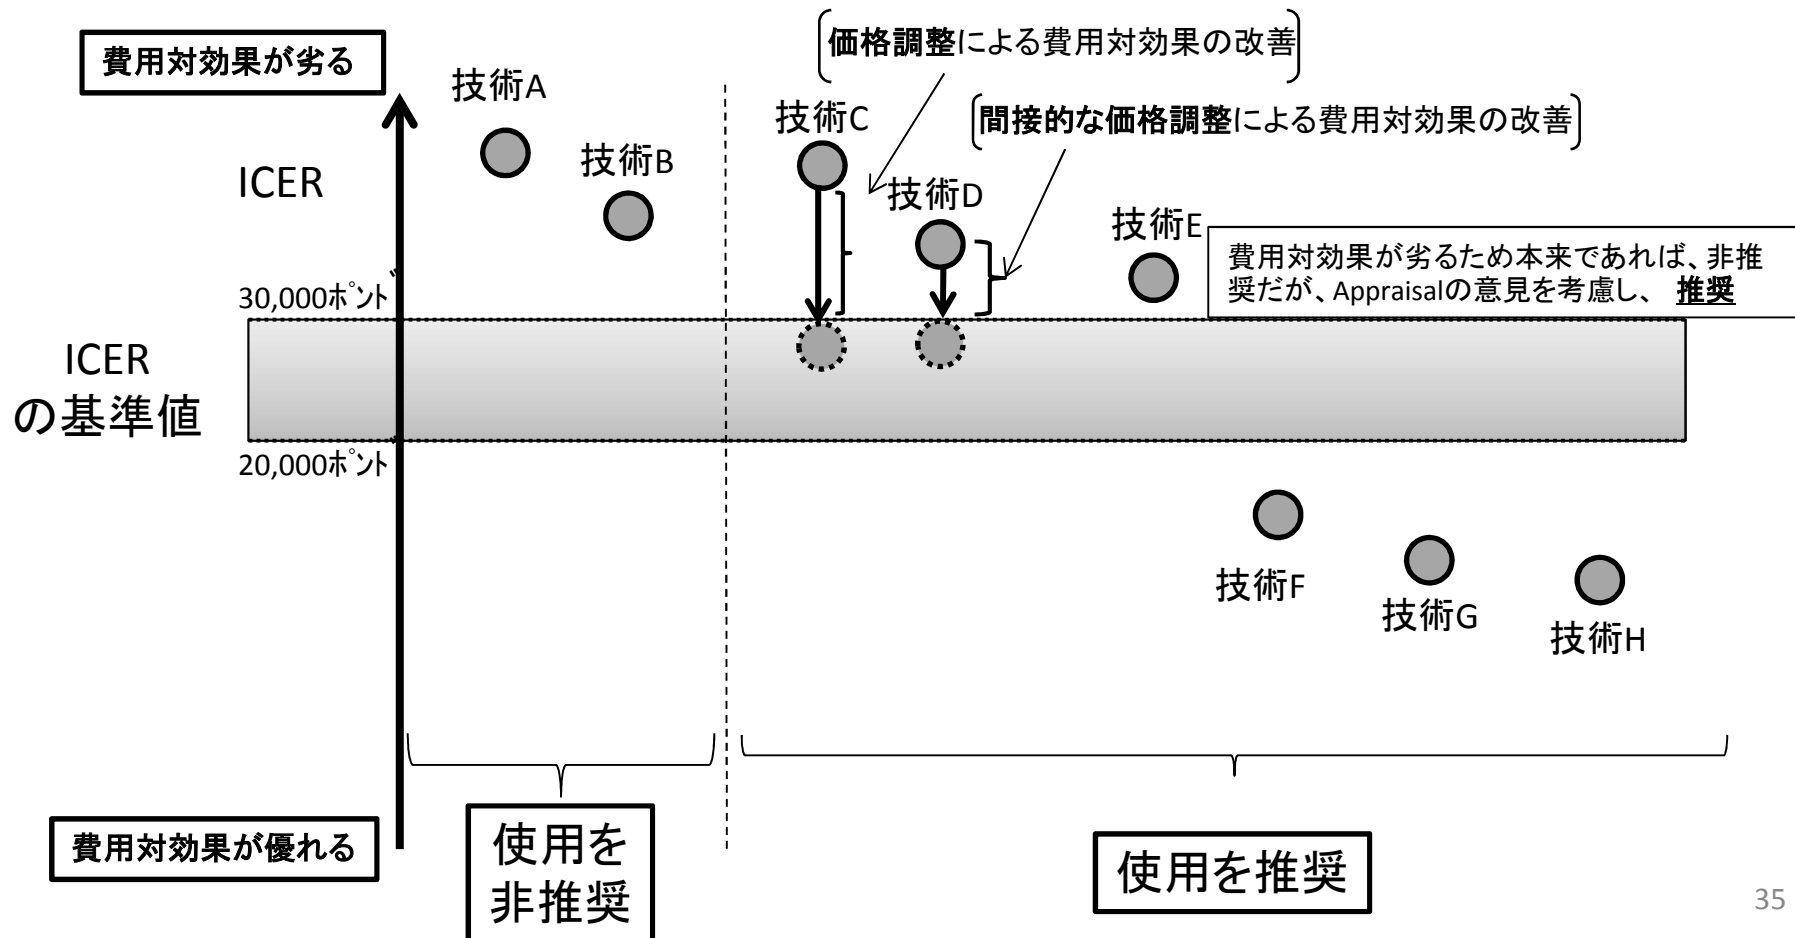 費用対効果が劣る
ICER
30,000ポンド
ICER
の基準値
20,000ポンド
費用対効果が優れる
技術A
技術B
価格調整による費用対効果の改善
技術C
間接的な価格調整による費用対効果の改善
技術D
技術E
費用対効果が劣るため本来であれば、非推
奨だが、Appraisalの意見を考慮し、 推奨
技術F
技術G
技術H
使用を
非推奨
使用を推奨
35